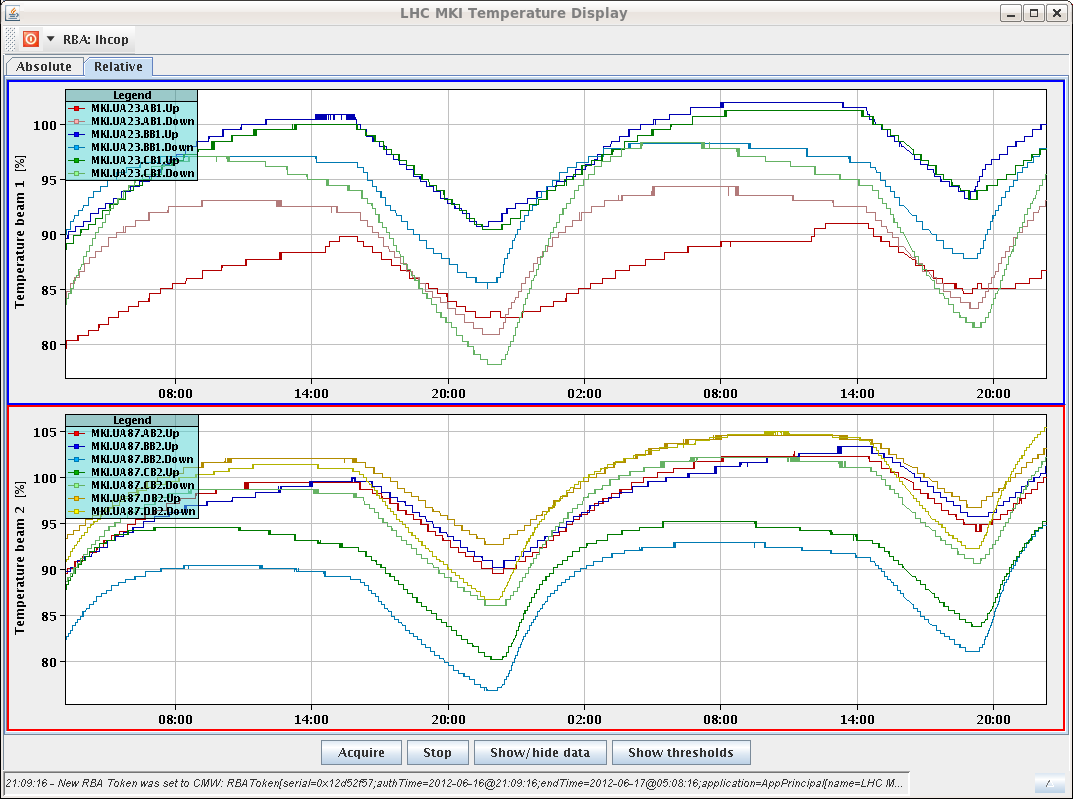 LHC MKI Temperature Display
RBA: lhcop
Absolute Relative
Legend
MKI.UA23.AB1.Up
MKI.UA23.AB1.Down
MKI.UA23.BB1.Up
MKI.UA23.BB1.Down
MKI.UA23.CB1.Up
MKI.UA23.CB1.Down
Temperature beam 1 [%]
100
95
90
85
80
08:00 14:00 20:00 02:00 08:00 14:00 20:00
Legend
MKI.UA87.AB2.Up
MKI.UA87.BB2.Up
MKI.UA87.BB2.Down
MKI.UA87.CB2.Up
MKI.UA87.CB2.Down
MKI.UA87.DB2.Up
MKI.UA87.DB2.Down
Temperature beam 2 [%]
105
100
95
90
85
80
08:00 14:00 20:00 02:00 08:00 14:00 20:00
Acquire Stop Show/hide data Show thresholds
21:09:16 - New RBA Token was set to CMW: RBAToken[serial=0x12d52f57;authTime=2012-06-16@21:09:16;endTime=2012-06-17@05:08:16;application=AppPrincipal[name=LHC M...